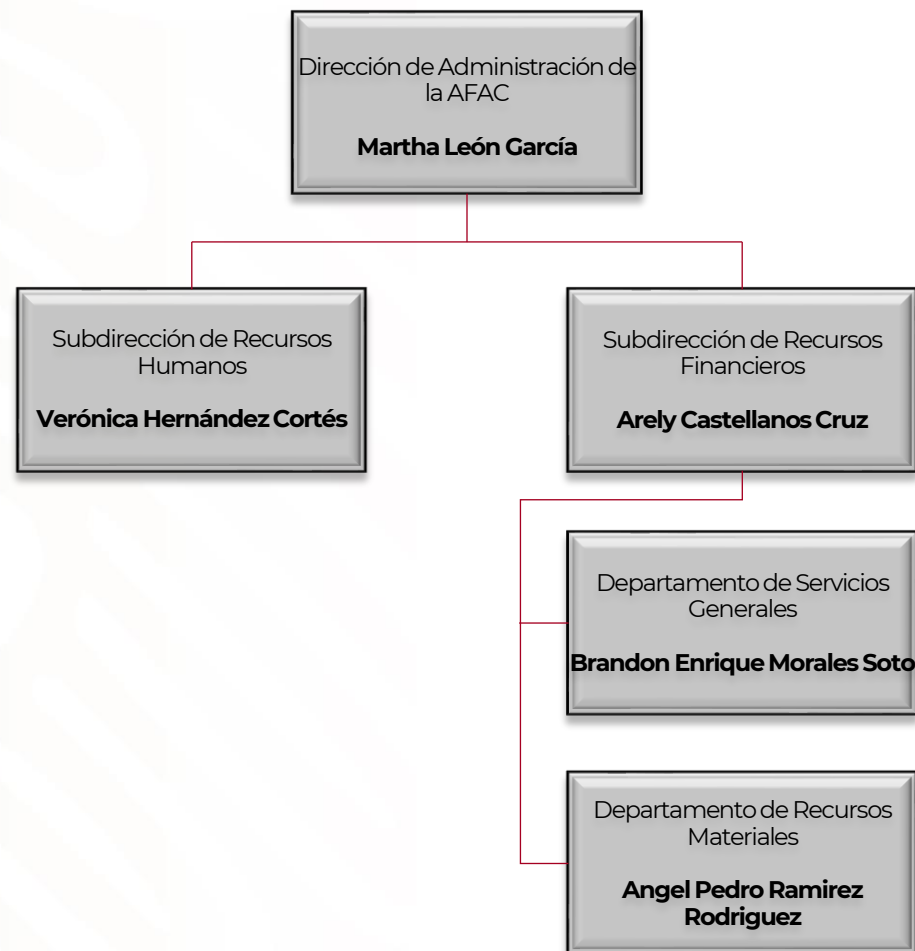 Dirección de Administración de
la AFAC
Martha León García
Subdirección de Recursos
Humanos
Verónica Hernández Cortés
Subdirección de Recursos
Financieros
Arely Castellanos Cruz
Departamento de Servicios
Generales
Brandon Enrique Morales Soto
Departamento de Recursos
Materiales
Angel Pedro Ramirez
Rodriguez